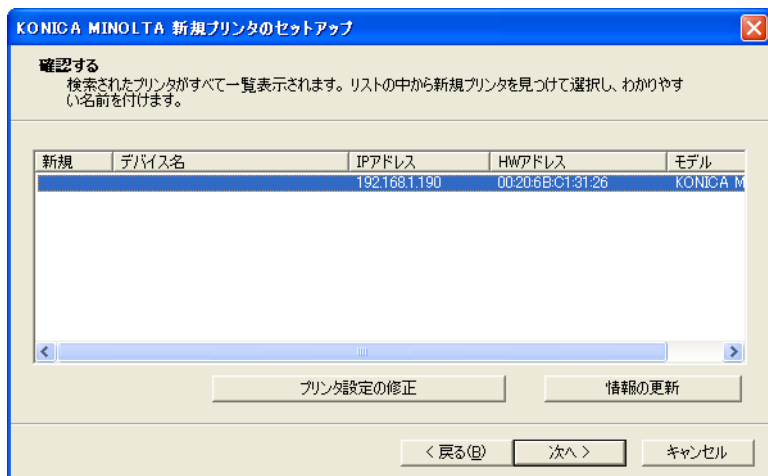 KONICA MINOLTA 新規プリンタのセットアップ
確認する
検索されたプリンタがすべて一覧表示されます。リストの中から新規プリンタを見つけて選択し、わかりやす
い名前を付けます。
新規 デバイス名 IPアドレス HWアドレス モデル
192.168.1.190 00:20:6B:C1:31:26 KONICA M
プリンタ設定の修正 情報の更新
< 戻る(B) 次へ > キャンセル